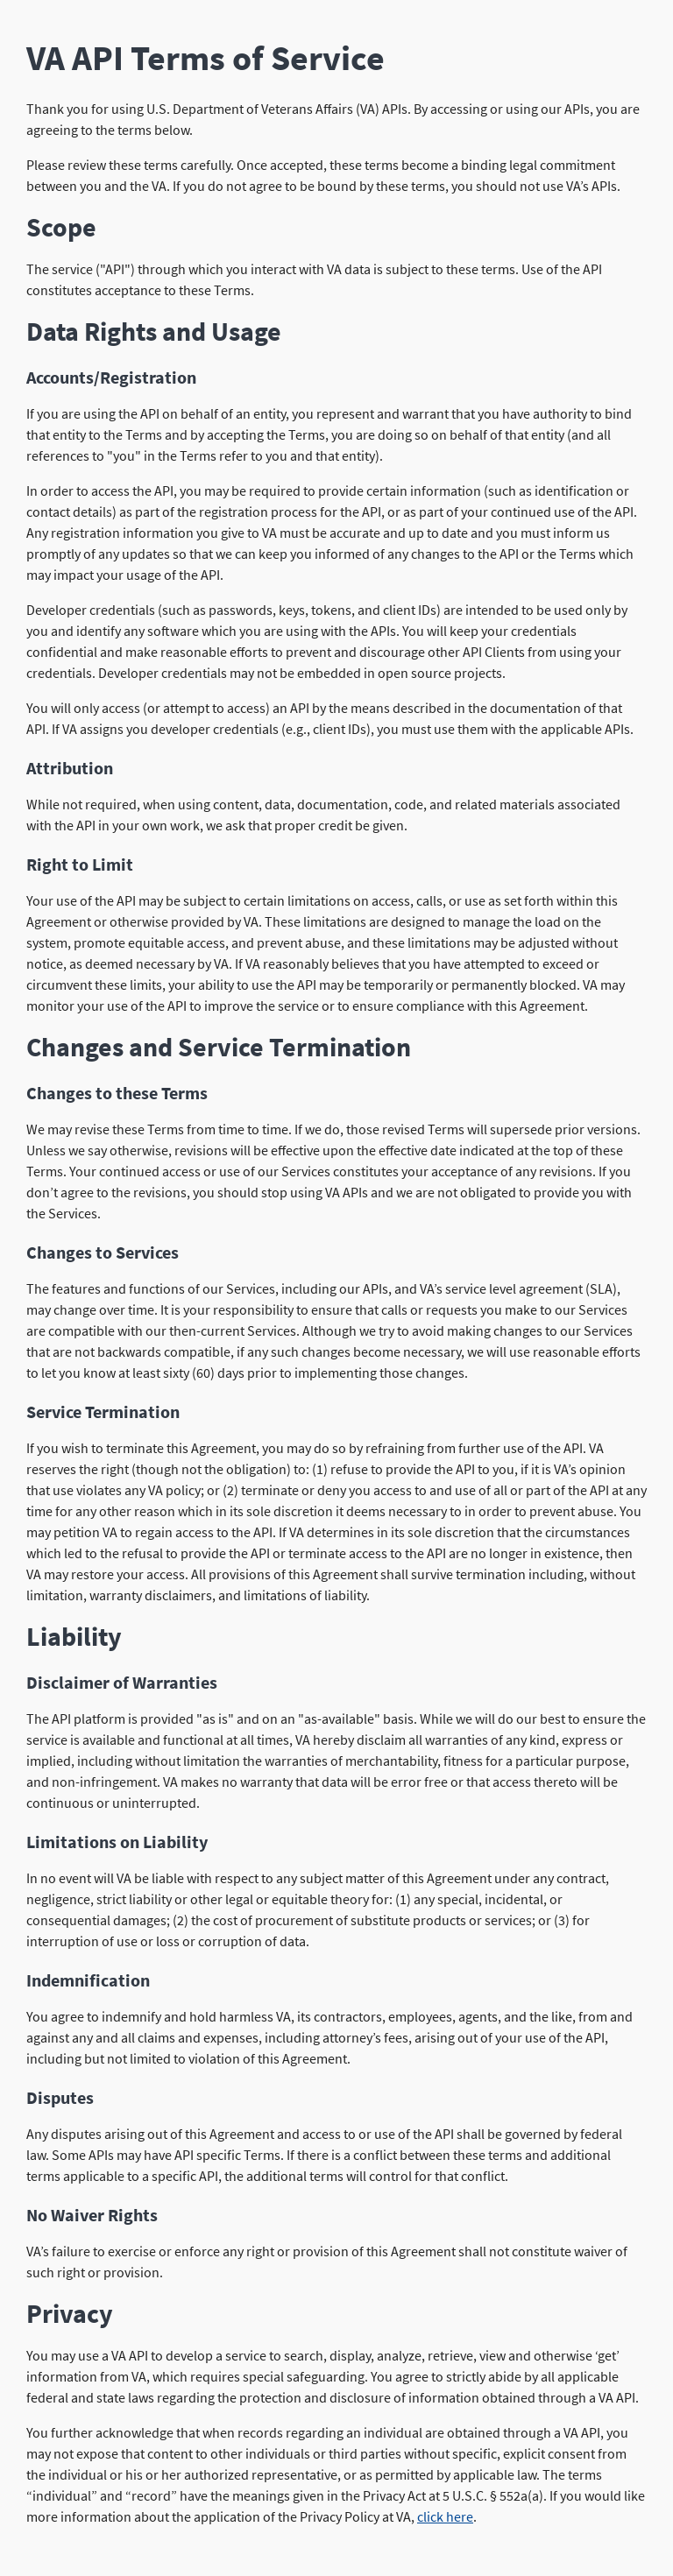 VA API Terms of Service
Thank you for using U.S. Department of Veterans Affairs (VA) APIs. By accessing or using our APIs, you are
agreeing to the terms below.
Please review these terms carefully. Once accepted, these terms become a binding legal commitment
between you and the VA. If you do not agree to be bound by these terms, you should not use VA’s APIs.
Scope
The service ("API") through which you interact with VA data is subject to these terms. Use of the API
constitutes acceptance to these Terms.
Data Rights and Usage
Accounts/Registration
If you are using the API on behalf of an entity, you represent and warrant that you have authority to bind
that entity to the Terms and by accepting the Terms, you are doing so on behalf of that entity (and all
references to "you" in the Terms refer to you and that entity).
In order to access the API, you may be required to provide certain information (such as identification or
contact details) as part of the registration process for the API, or as part of your continued use of the API.
Any registration information you give to VA must be accurate and up to date and you must inform us
promptly of any updates so that we can keep you informed of any changes to the API or the Terms which
may impact your usage of the API.
Developer credentials (such as passwords, keys, tokens, and client IDs) are intended to be used only by
you and identify any software which you are using with the APIs. You will keep your credentials
confidential and make reasonable efforts to prevent and discourage other API Clients from using your
credentials. Developer credentials may not be embedded in open source projects.
You will only access (or attempt to access) an API by the means described in the documentation of that
API. If VA assigns you developer credentials (e.g., client IDs), you must use them with the applicable APIs.
Attribution
While not required, when using content, data, documentation, code, and related materials associated
with the API in your own work, we ask that proper credit be given.
Right to Limit
Your use of the API may be subject to certain limitations on access, calls, or use as set forth within this
Agreement or otherwise provided by VA. These limitations are designed to manage the load on the
system, promote equitable access, and prevent abuse, and these limitations may be adjusted without
notice, as deemed necessary by VA. If VA reasonably believes that you have attempted to exceed or
circumvent these limits, your ability to use the API may be temporarily or permanently blocked. VA may
monitor your use of the API to improve the service or to ensure compliance with this Agreement.
Changes and Service Termination
Changes to these Terms
We may revise these Terms from time to time. If we do, those revised Terms will supersede prior versions.
Unless we say otherwise, revisions will be effective upon the effective date indicated at the top of these
Terms. Your continued access or use of our Services constitutes your acceptance of any revisions. If you
don’t agree to the revisions, you should stop using VA APIs and we are not obligated to provide you with
the Services.
Changes to Services
The features and functions of our Services, including our APIs, and VA’s service level agreement (SLA),
may change over time. It is your responsibility to ensure that calls or requests you make to our Services
are compatible with our then-current Services. Although we try to avoid making changes to our Services
that are not backwards compatible, if any such changes become necessary, we will use reasonable efforts
to let you know at least sixty (60) days prior to implementing those changes.
Service Termination
If you wish to terminate this Agreement, you may do so by refraining from further use of the API. VA
reserves the right (though not the obligation) to: (1) refuse to provide the API to you, if it is VA’s opinion
that use violates any VA policy; or (2) terminate or deny you access to and use of all or part of the API at any
time for any other reason which in its sole discretion it deems necessary to in order to prevent abuse. You
may petition VA to regain access to the API. If VA determines in its sole discretion that the circumstances
which led to the refusal to provide the API or terminate access to the API are no longer in existence, then
VA may restore your access. All provisions of this Agreement shall survive termination including, without
limitation, warranty disclaimers, and limitations of liability.
Liability
Disclaimer of Warranties
The API platform is provided "as is" and on an "as-available" basis. While we will do our best to ensure the
service is available and functional at all times, VA hereby disclaim all warranties of any kind, express or
implied, including without limitation the warranties of merchantability, fitness for a particular purpose,
and non-infringement. VA makes no warranty that data will be error free or that access thereto will be
continuous or uninterrupted.
Limitations on Liability
In no event will VA be liable with respect to any subject matter of this Agreement under any contract,
negligence, strict liability or other legal or equitable theory for: (1) any special, incidental, or
consequential damages; (2) the cost of procurement of substitute products or services; or (3) for
interruption of use or loss or corruption of data.
Indemnification
You agree to indemnify and hold harmless VA, its contractors, employees, agents, and the like, from and
against any and all claims and expenses, including attorney’s fees, arising out of your use of the API,
including but not limited to violation of this Agreement.
Disputes
Any disputes arising out of this Agreement and access to or use of the API shall be governed by federal
law. Some APIs may have API specific Terms. If there is a conflict between these terms and additional
terms applicable to a specific API, the additional terms will control for that conflict.
No Waiver Rights
VA’s failure to exercise or enforce any right or provision of this Agreement shall not constitute waiver of
such right or provision.
Privacy
You may use a VA API to develop a service to search, display, analyze, retrieve, view and otherwise ‘get’
information from VA, which requires special safeguarding. You agree to strictly abide by all applicable
federal and state laws regarding the protection and disclosure of information obtained through a VA API.
You further acknowledge that when records regarding an individual are obtained through a VA API, you
may not expose that content to other individuals or third parties without specific, explicit consent from
the individual or his or her authorized representative, or as permitted by applicable law. The terms
“individual” and “record” have the meanings given in the Privacy Act at 5 U.S.C. § 552a(a). If you would like
more information about the application of the Privacy Policy at VA, click here.